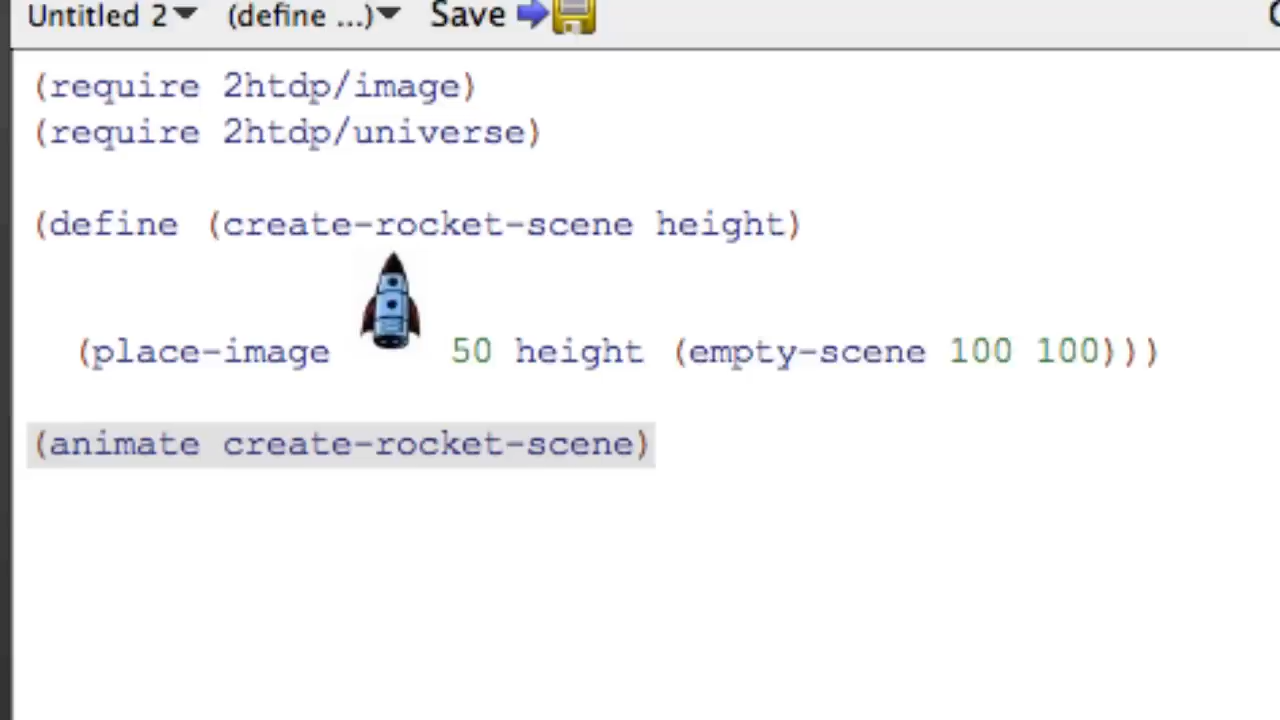 Untitled 2 (define ...) Save
(require 2htdp/image)
(require 2htdp/universe)
(define (create-rocket-scene height)
(place-image 50 height (empty-scene 100 100)))
(animate create-rocket-scene)